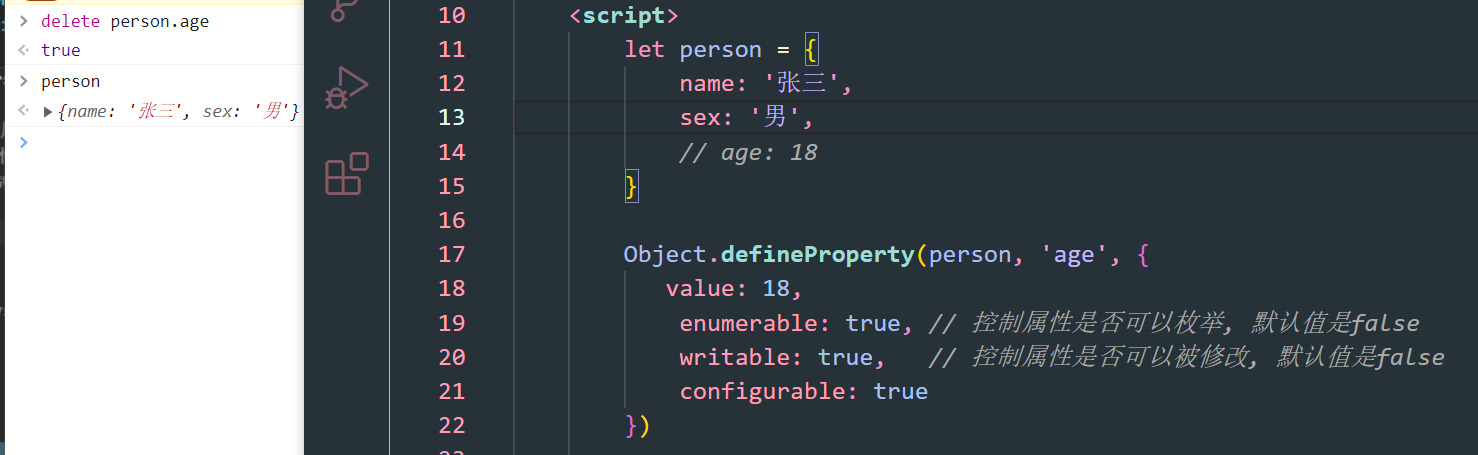 delete person.age
true
person
{name: '张三', sex: '男'}
10 <script>
11 let person = {
12 name: '张三',
13 sex: '男',
14 // age: 18
15 }
16
17 Object.defineProperty(person, 'age', {
18 value: 18,
19 enumerable: true, // 控制属性是否可以枚举, 默认值是false
20 writable: true, // 控制属性是否可以被修改, 默认值是false
21 configurable: true
22 })